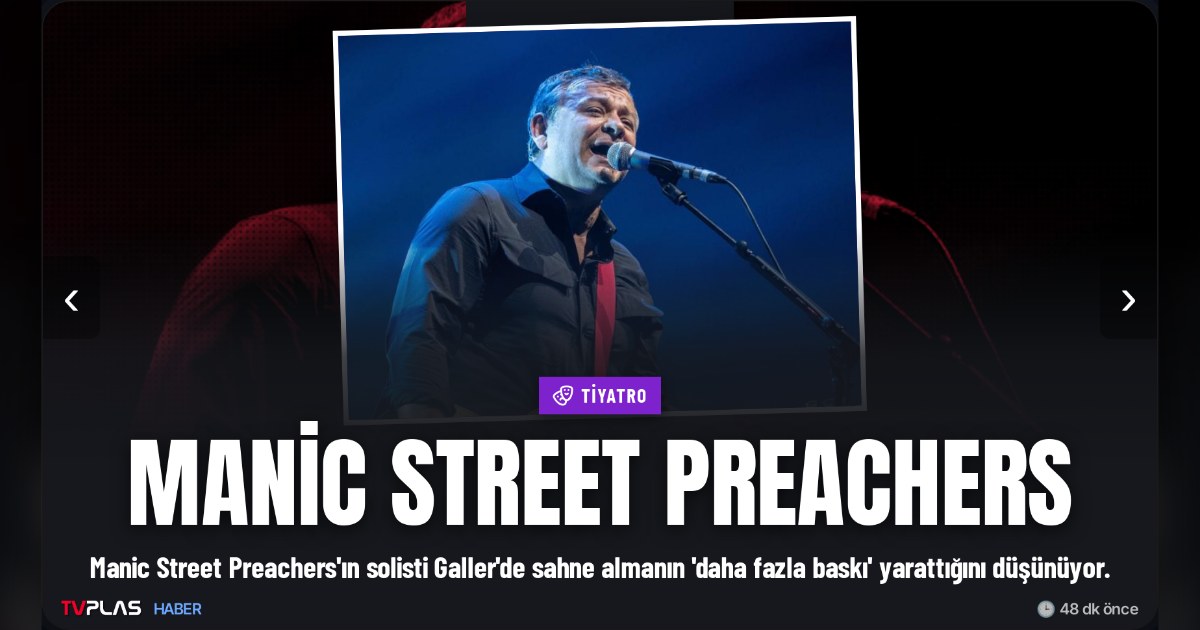 TİYATRO
MANİC STREET PREACHERS
Manic Street Preachers'ın solisti Galler'de sahne almanın 'daha fazla baskı' yarattığını düşünüyor.
TVPLAS HABER
48 dk önce